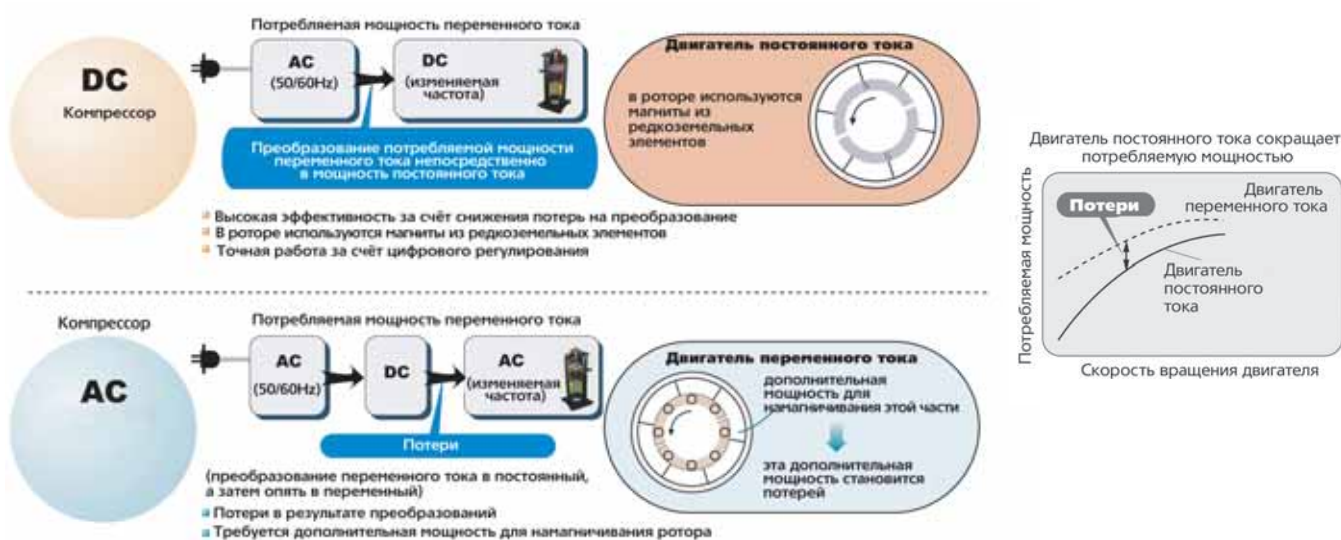 Потребляемая мощность переменного тока
DC
Компрессор
AC
(50/60Hz)
DC
(изменяемая
частота)
Преобразование потребляемой мощности
переменного тока непосредственно
в мощность постоянного тока
Двигатель постоянного тока
в роторе используются
магниты из
редкоземельных
элементов
Высокая эффективность за счёт снижения потерь на преобразование
В роторе используются магниты из редкоземельных элементов
Точная работа за счёт цифрового регулирования
Компрессор
AC
Потребляемая мощность переменного тока
AC
(50/60Hz)
DC
AC
(изменяемая
частота)
Потери
(преобразование переменного тока в постоянный,
а затем опять в переменный)
Потери в результате преобразований
Требуется дополнительная мощность для намагничивания ротора
Двигатель переменного тока
дополнительная
мощность для
намагничивания этой части
эта дополнительная
мощность становится
потерей
Двигатель постоянного тока сокращает
потребляемую мощностью
Потребляемая мощность
Потери
Двигатель
переменного тока
Двигатель
постоянного
тока
Скорость вращения двигателя